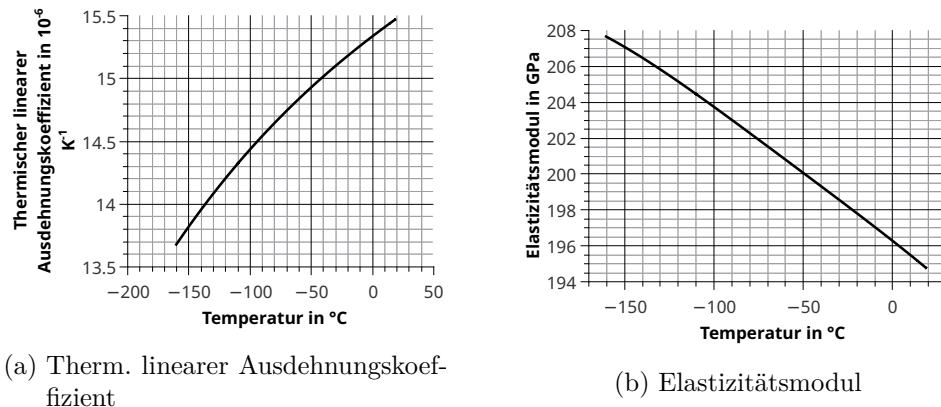 Thermischer linearer
Ausdehnungskoeffizient in 10⁻⁶
K⁻¹
15.5
15
14.5
14
13.5
−200 −150 −100 −50 0 50
Temperatur in °C
(a) Therm. linearer Ausdehnungskoef-
fizient
Elastizitätsmodul in GPa
208
206
204
202
200
198
196
194
−150 −100 −50 0
Temperatur in °C
(b) Elastizitätsmodul